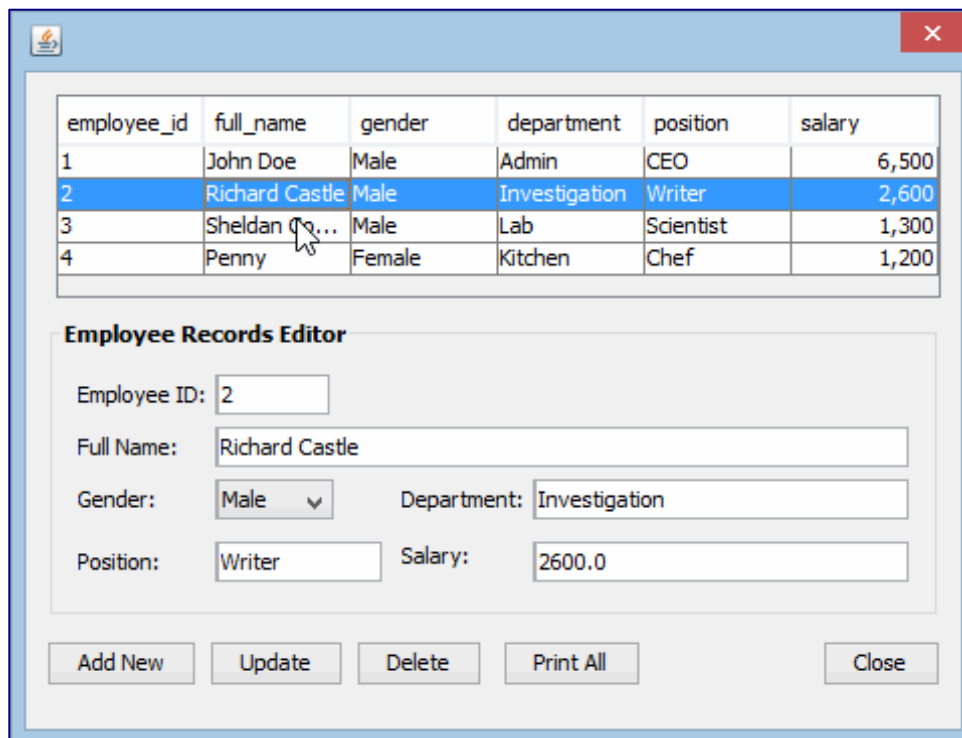 employee_id full_name gender department position salary
1 John Doe Male Admin CEO 6,500
2 Richard Castle Male Investigation Writer 2,600
3 Sheldan Male Lab Scientist 1,300
4 Penny Female Kitchen Chef 1,200
Employee Records Editor
Employee ID: 2
Full Name: Richard Castle
Gender: Male Department: Investigation
Position: Writer Salary: 2600.0
Add New Update Delete Print All Close